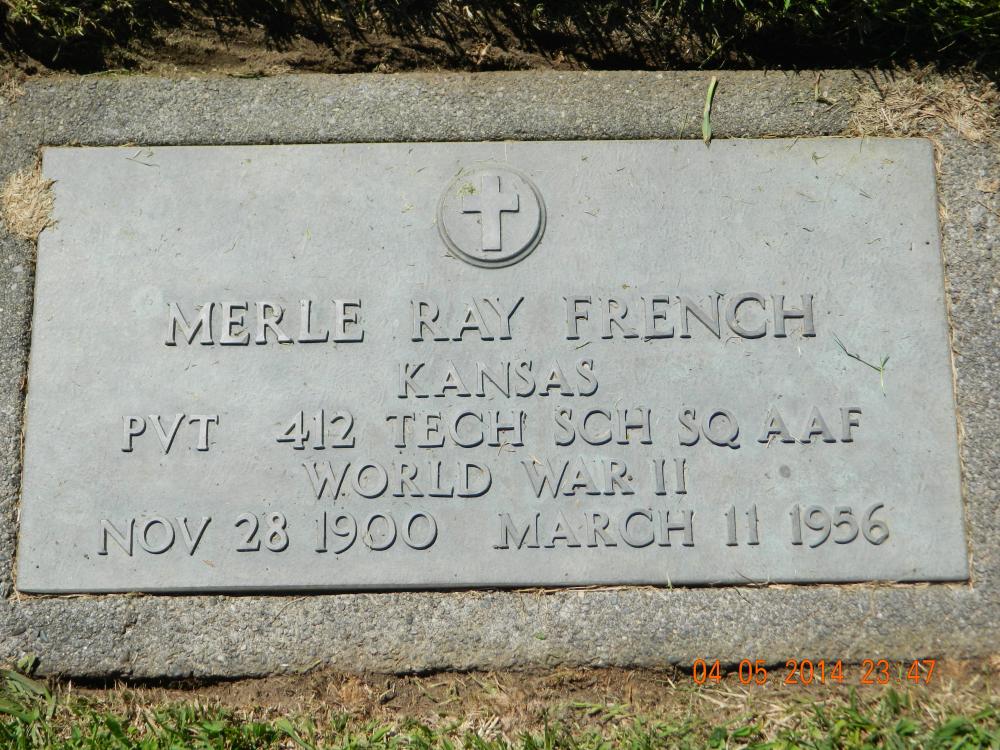 MERLE RAY FRENCH
KANSAS
PVT 412 TECH SCH SQ AAF
WORLD WAR II
NOV 28 1900 MARCH 11 1956
04 05 2014 23 47